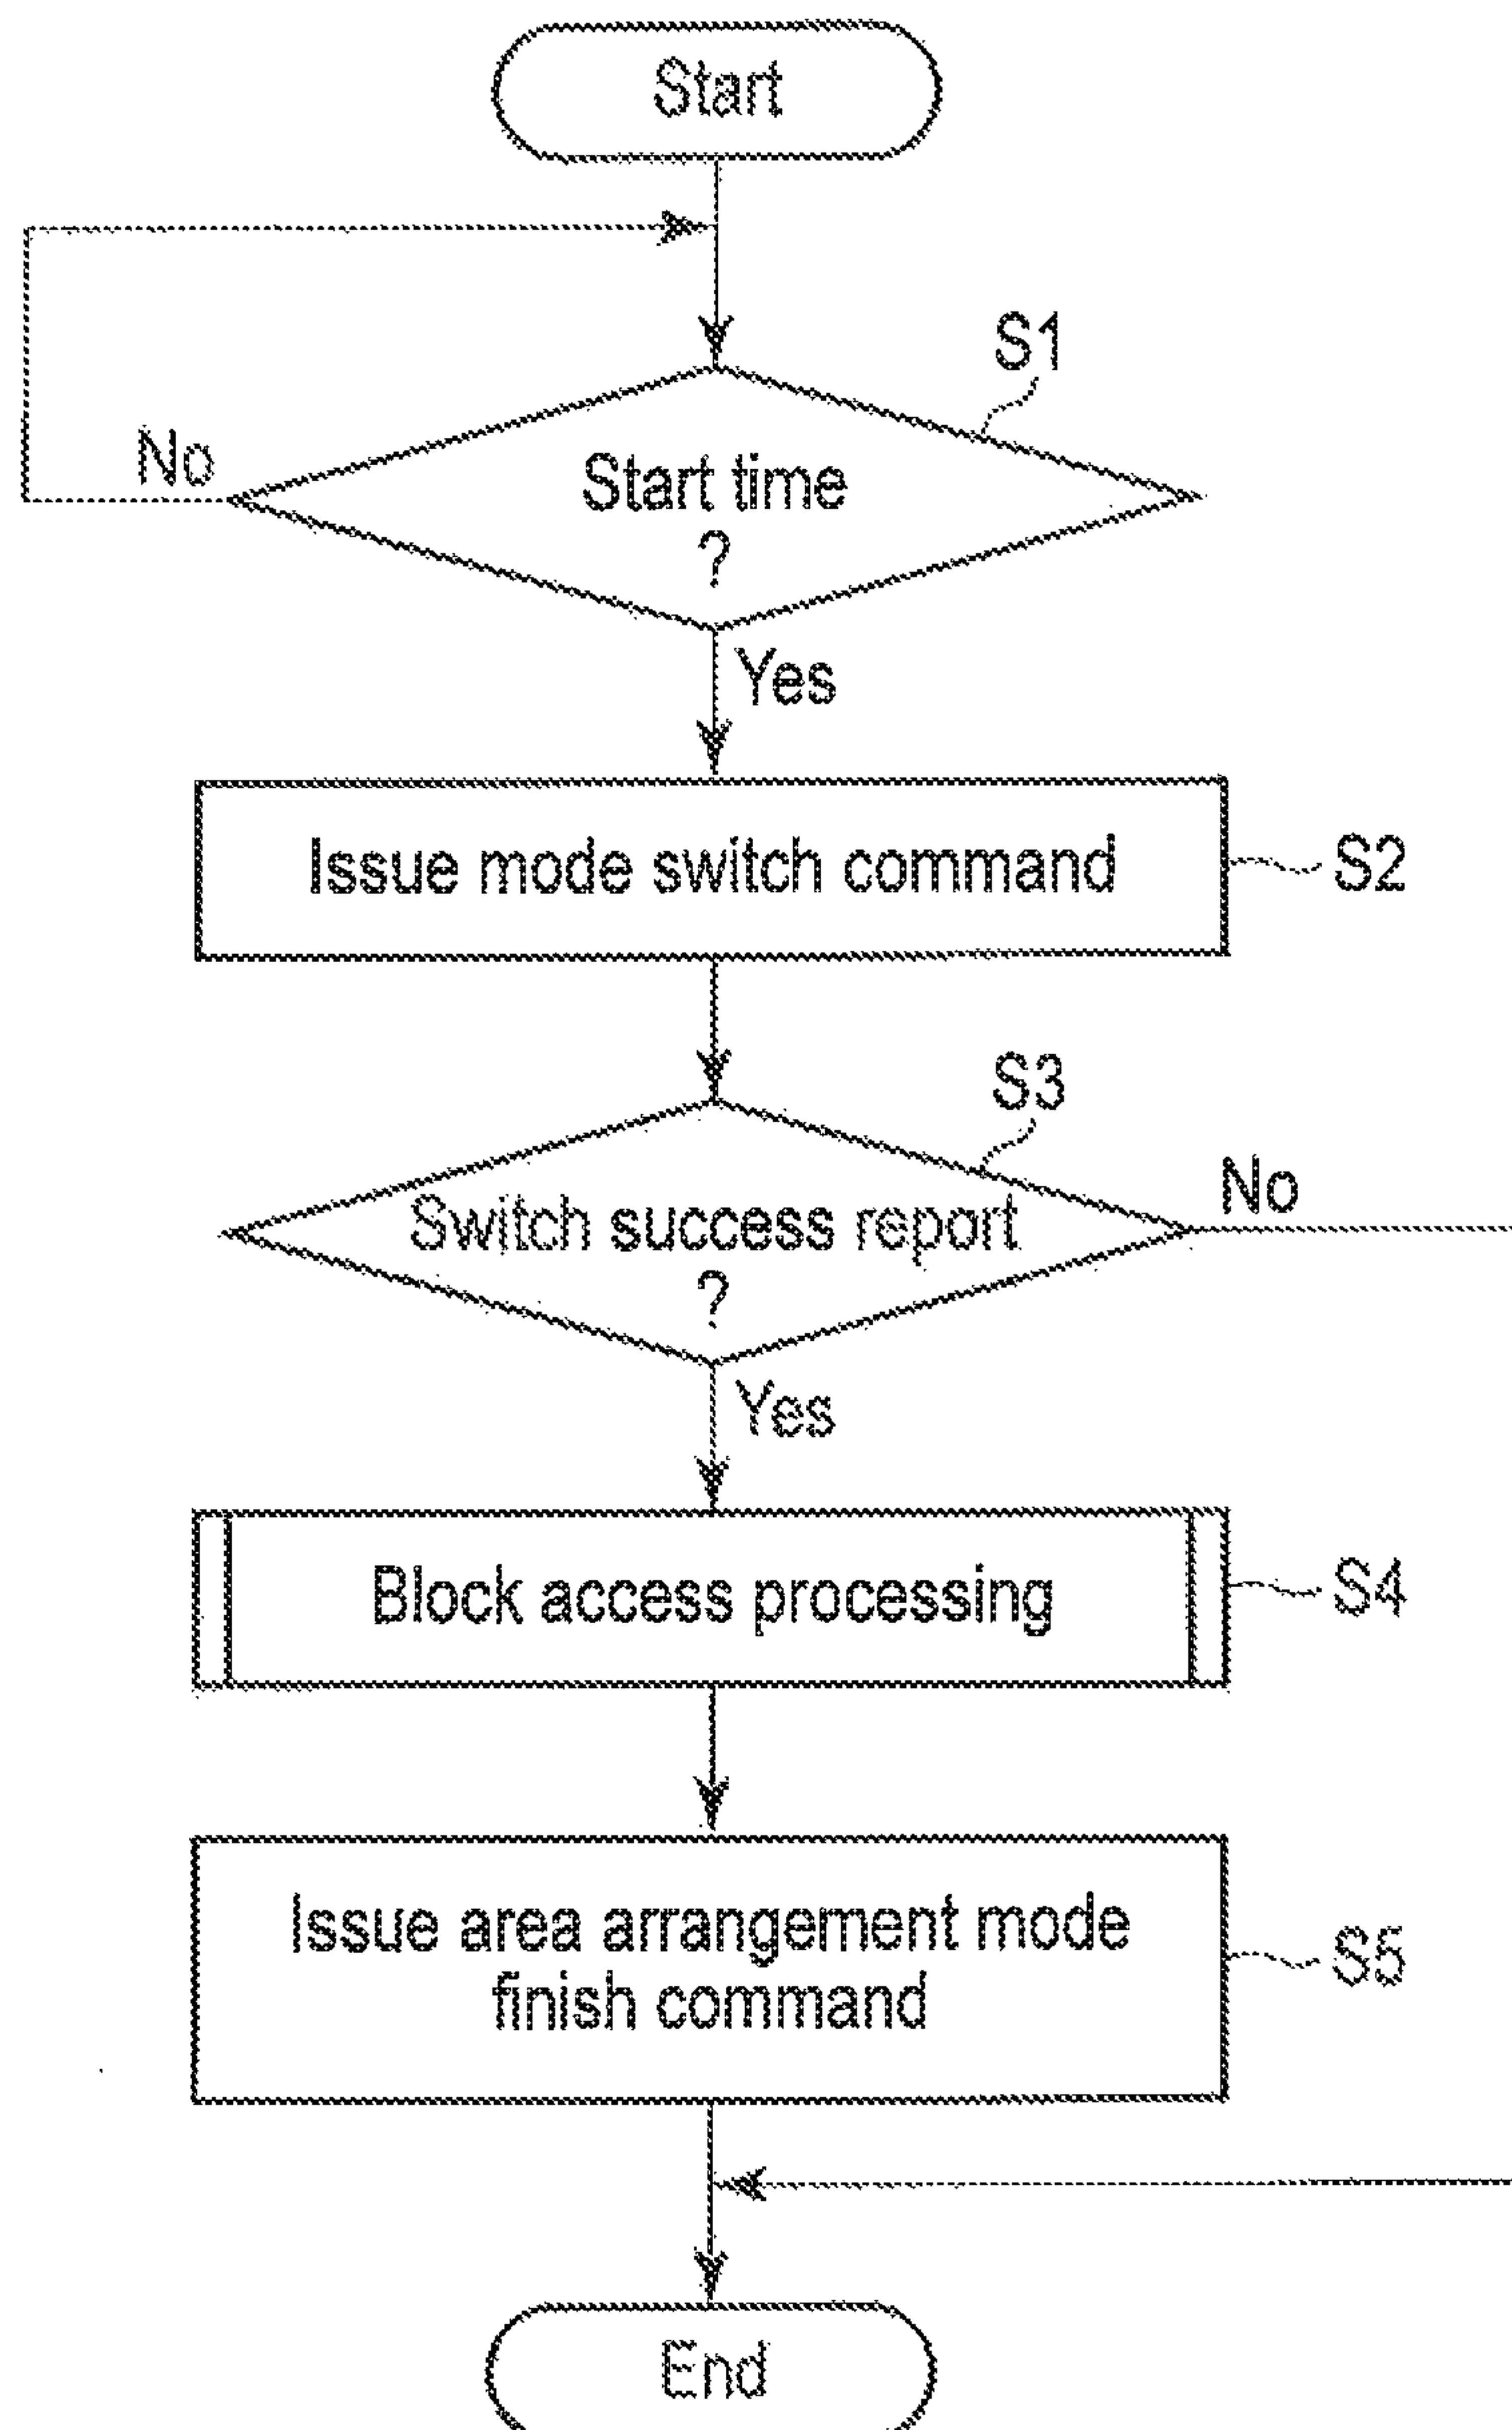 Start
S1
No
Start time
?
Yes
Issue mode switch command
S2
S3
No
Switch success report
?
Yes
Block access processing
S4
Issue area arrangement mode
finish command
S5
End